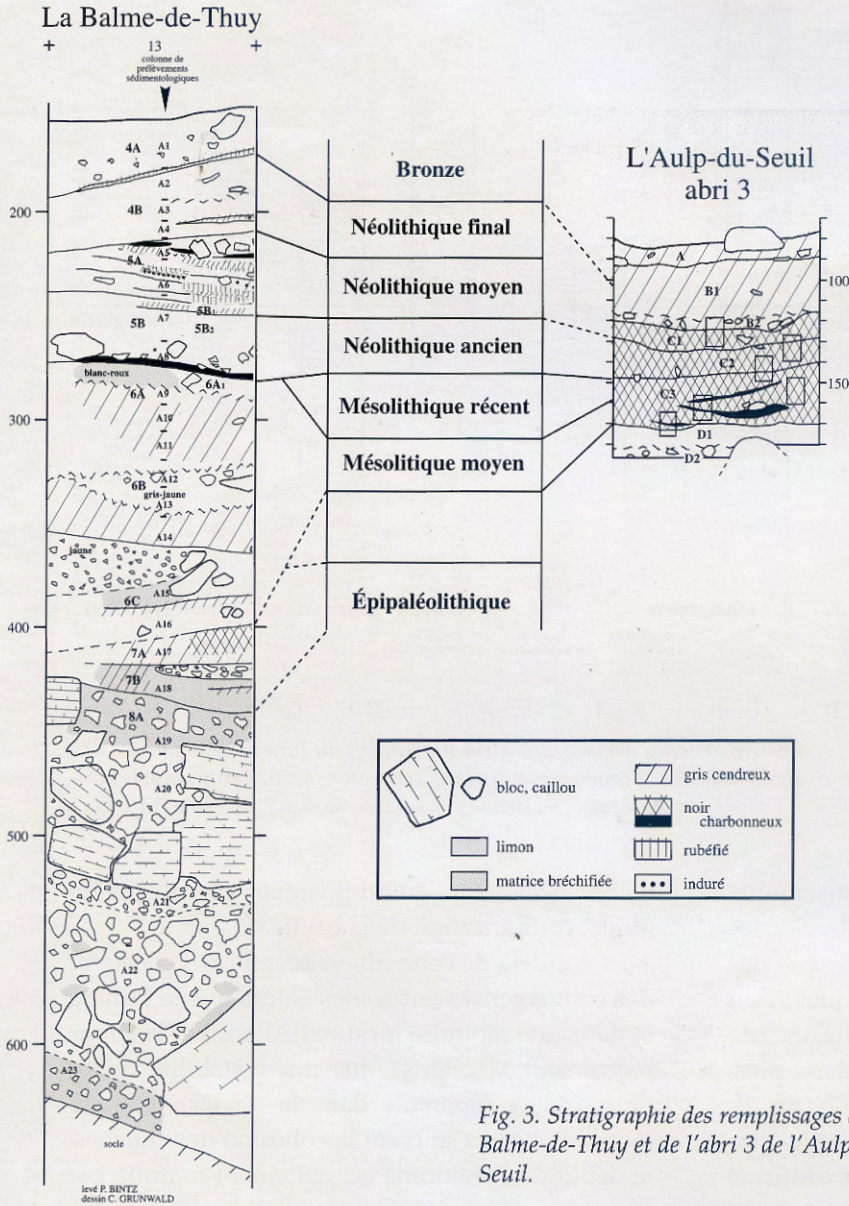 La Balme-de-Thuy
+ 13 +
colonne de
prélèvements
sédimentologiques
4A
A1
A2
200
4B
A3
A4
A5
5A
A6
5B1
A7
5B
5B2
A8
blanc-roux
6A1
6A
A9
300
A10
A11
A12
6B
gris-jaune
A13
A14
jaune
A15
6C
400
A16
7A
A17
7B
A18
8A
A19
A20
500
A21
A22
600
A23
socle
levé P. BINTZ
dessin C. GRUNWALD
Bronze
Néolithique final
Néolithique moyen
Néolithique ancien
Mésolithique récent
Mésolitique moyen
Épipaléolithique
L'Aulp-du-Seuil
abri 3
A
100
B1
B2
C1
C2
150
C3
D1
D2
bloc, caillou
limon
matrice bréchifiée
gris cendreux
noir
charbonneux
rubéfié
induré
Fig. 3. Stratigraphie des remplissages
Balme-de-Thuy et de l'abri 3 de l'Aulp
Seuil.